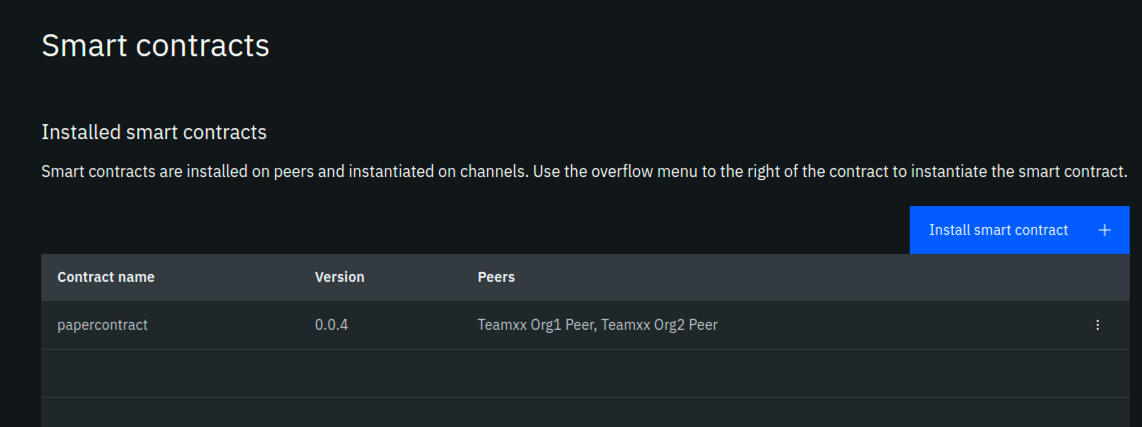 Smart contracts
Installed smart contracts
Smart contracts are installed on peers and instantiated on channels. Use the overflow menu to the right of the contract to instantiate the smart contract.
Install smart contract
Contract name Version Peers
papercontract 0.0.4 Teamxx Org1 Peer, Teamxx Org2 Peer